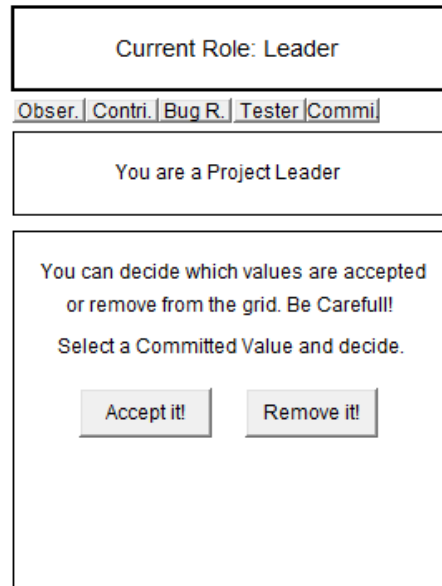 Current Role: Leader
Obser. Contri. Bug R. Tester Commi.
You are a Project Leader
You can decide which values are accepted
or remove from the grid. Be Carefull!
Select a Committed Value and decide.
Accept it! Remove it!